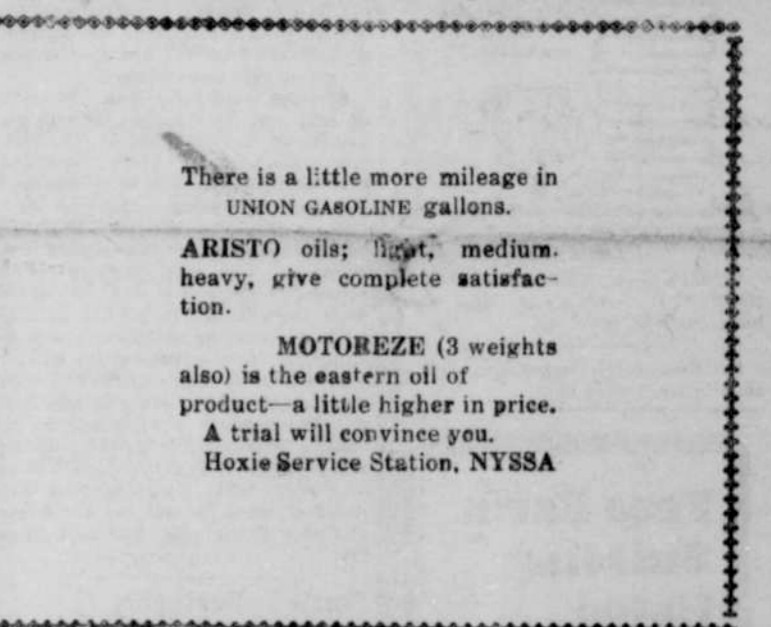 There is a little more mileage in
UNION GASOLINE gallons.
ARISTO oils; light, medium.
heavy, give complete satisfac-
tion.
MOTOREZE (3 weights
also) is the eastern oil of
product—a little higher in price.
A trial will convince you.
Hoxie Service Station, NYSSA